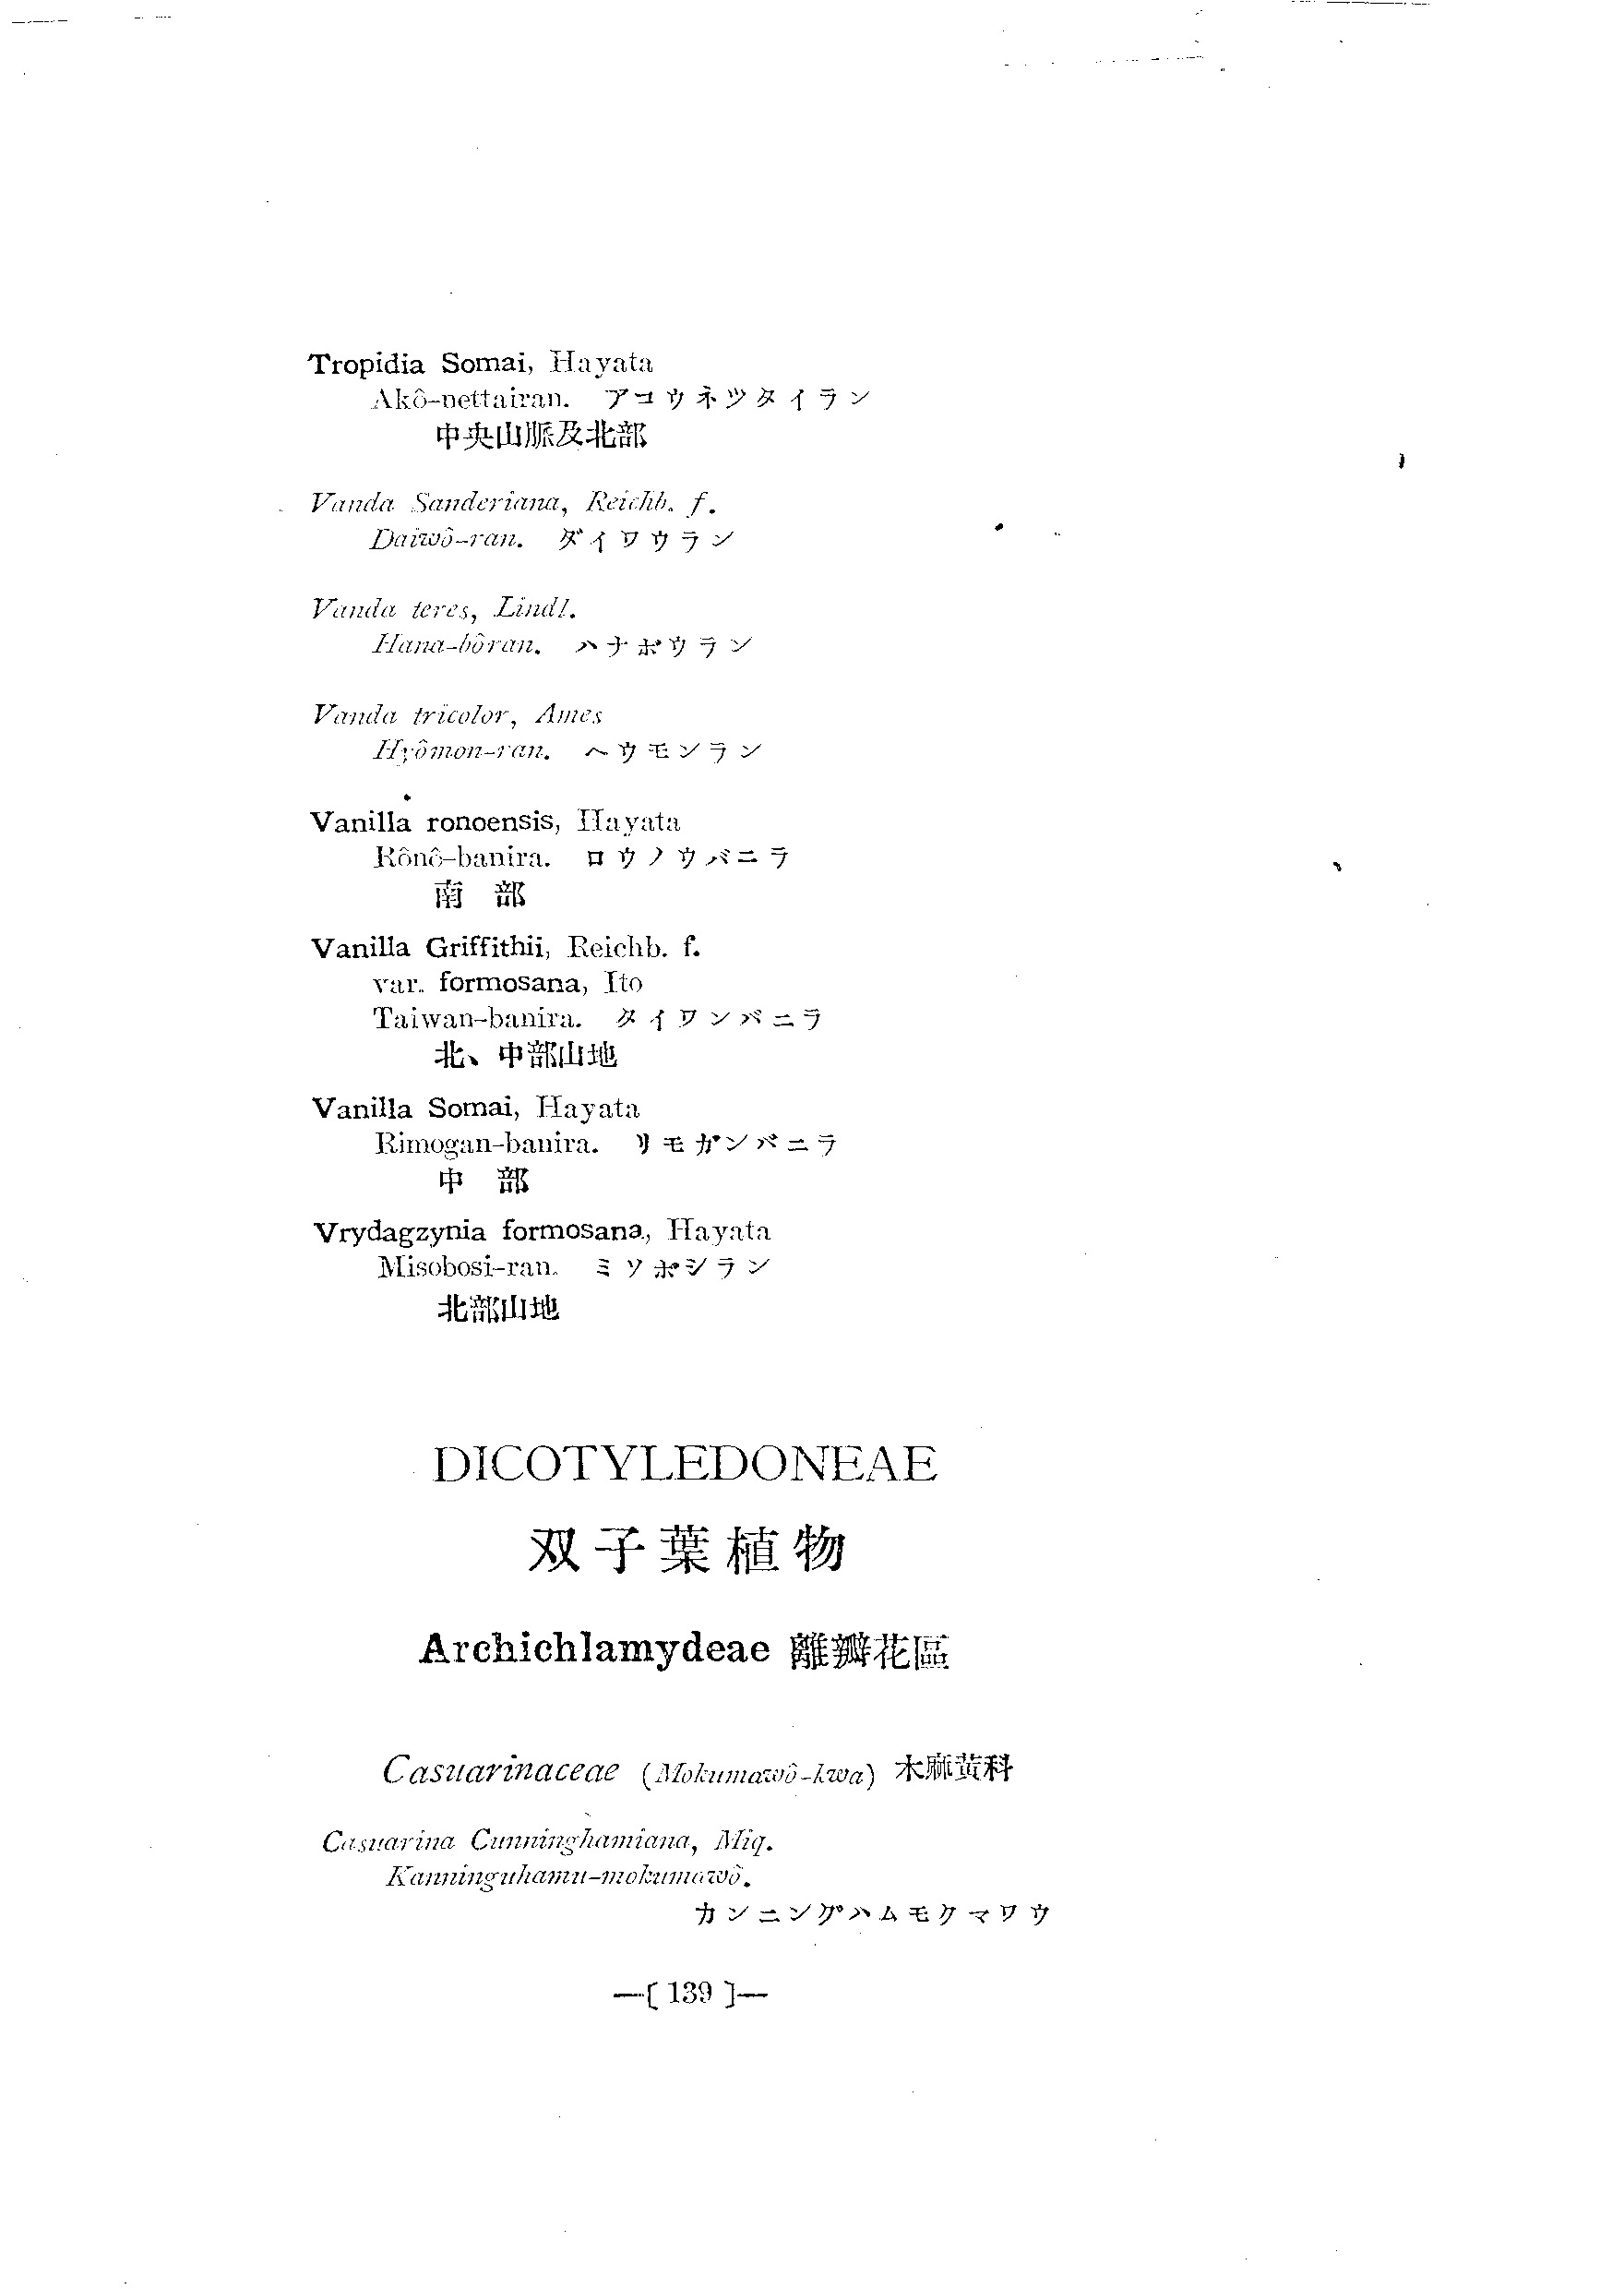 Tropidia Somai, Hayata
Akô-nettairan. アコウネツタイラン
中央山脈及北部
Vanda Sanderiana, Reichb. f.
Daiwô-ran. ダイワウラン
Vanda teres, Lindl.
Hana-bôran. ハナボウラン
Vanda tricolor, Ames
Hyômon-ran. ヘウモンラン
Vanilla ronoensis, Hayata
Rônô-banira. ロウノウバニラ
南 部
Vanilla Griffithii, Reichb. f.
var. formosana, Ito
Taiwan-banira. タイワンバニラ
北、中部山地
Vanilla Somai, Hayata
Rimogan-banira. リモガンバニラ
中 部
Vrydagzynia formosana, Hayata
Misobosi-ran. ミソボシラン
北部山地
DICOTYLEDONEAE
双子葉植物
Archichlamydeae 離瓣花區
Casuarinaceae (Mokumawô-kwa) 木麻黄科
Casuarina Cunninghamiana, Miq.
Kanninguhamu-mokumawô.
カンニングハムモクマワウ
—[ 139 ]—